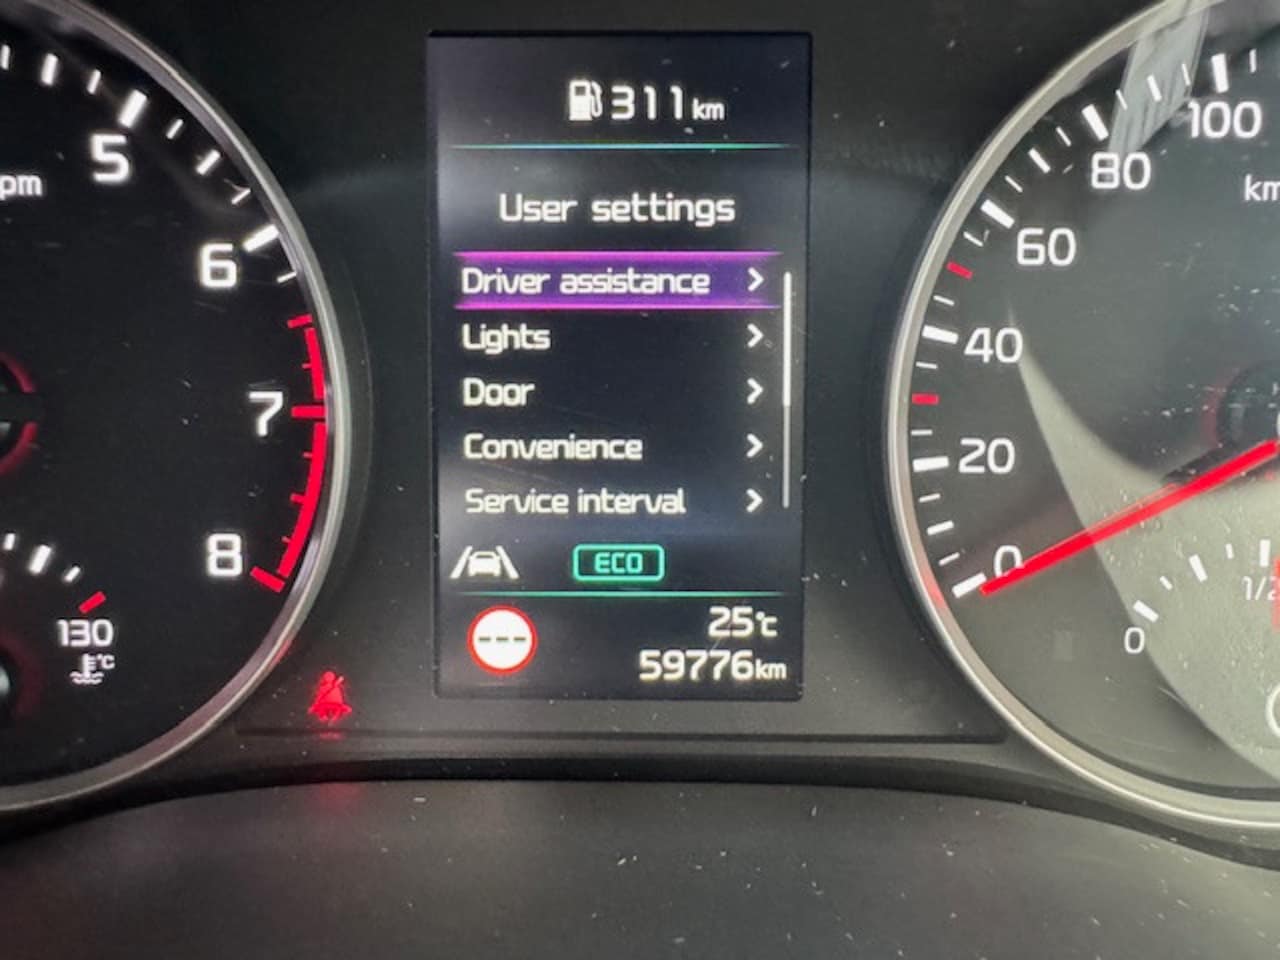 311 km
User settings
Driver assistance
Lights
Door
Convenience
Service interval
ECO
---
25°C
59776km
5
pm
6
7
8
130
°C
100
80
km
60
40
20
0
1/2
0